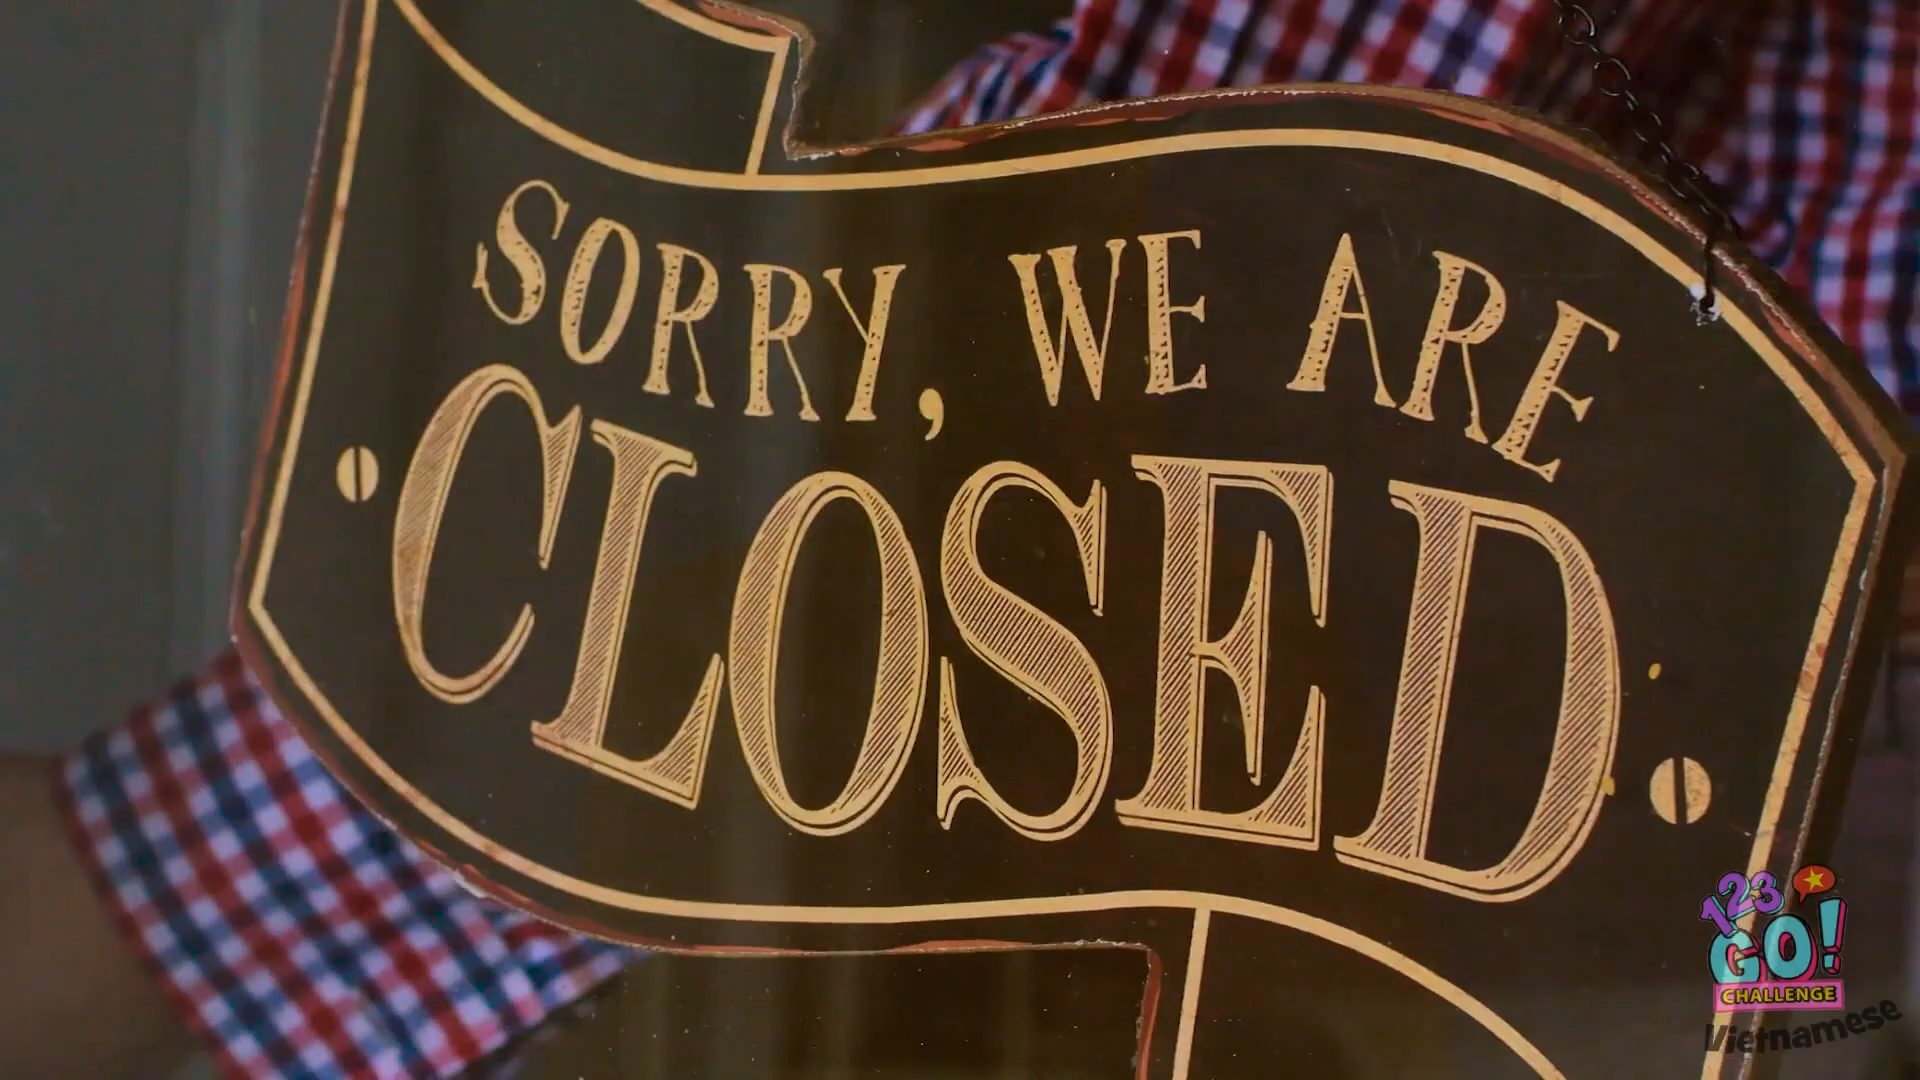 SORRY, WE ARE
CLOSED
123
GO!
CHALLENGE
Vietnamese